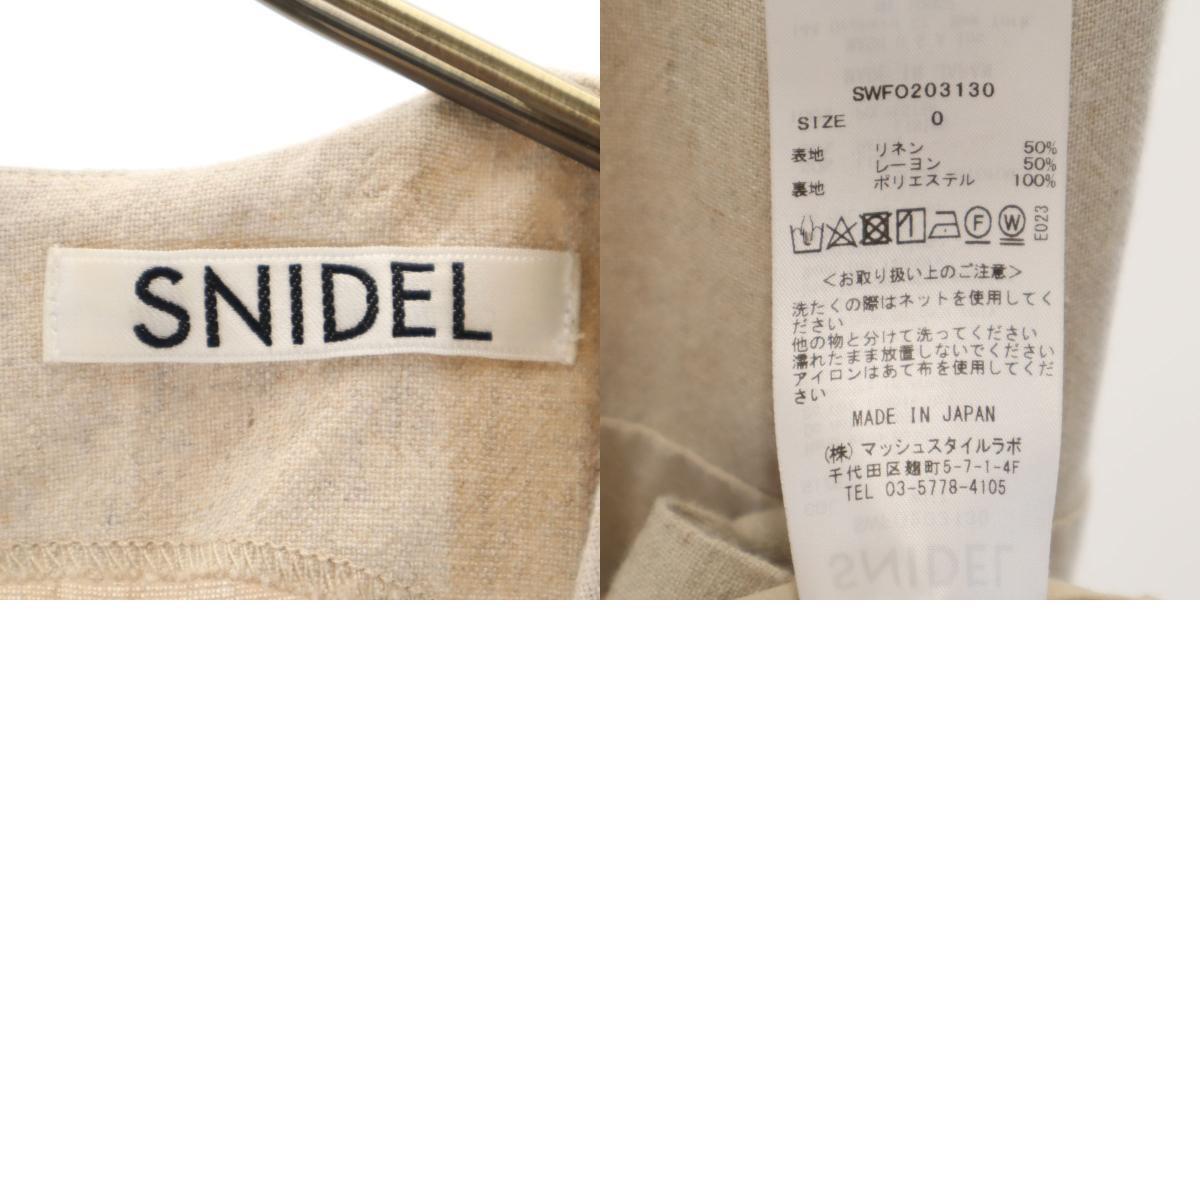 SNIDEL
SWFO203130
SIZE 0
表地 リネン 50%
レーヨン 50%
裏地 ポリエステル 100%
F W E023
<お取り扱い上のご注意>
洗たくの際はネットを使用してく
ださい
他の物と分けて洗ってください
濡れたまま放置しないでください
アイロンはあて布を使用してくだ
さい
MADE IN JAPAN
(株) マッシュスタイルラボ
千代田区麹町5-7-1-4F
TEL 03-5778-4105
SNIDEL